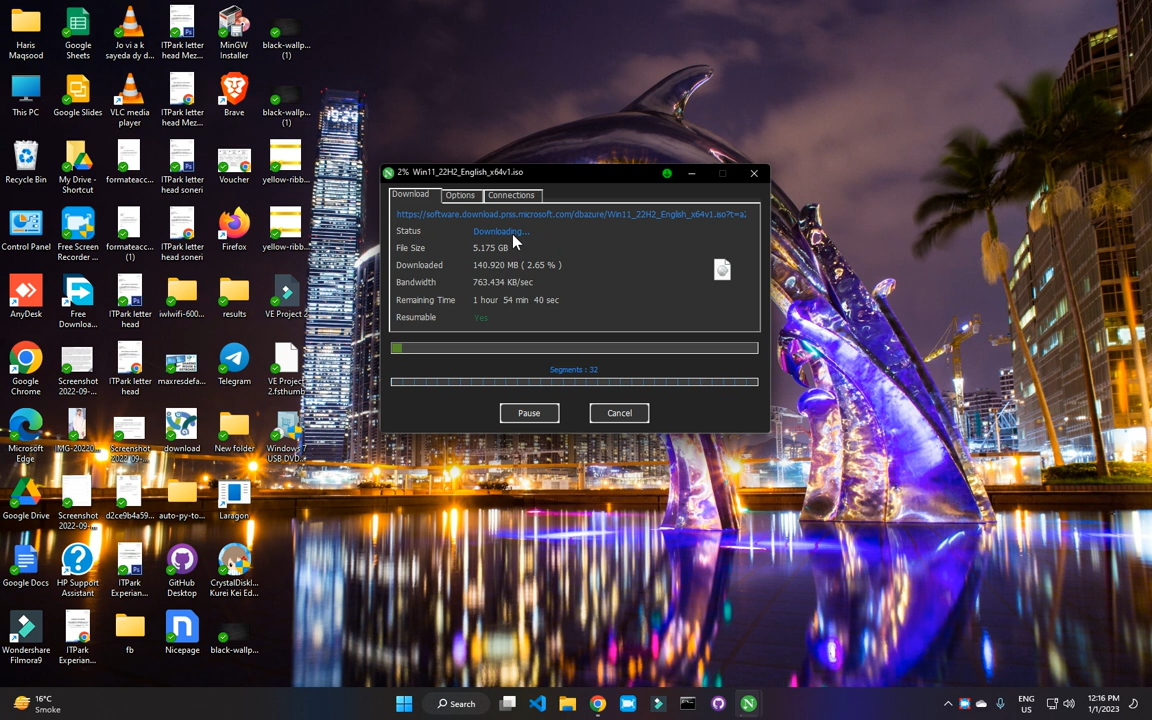 Haris
Maqsood
Google
Sheets
Jo vi a k
sayeda dy d...
ITPark letter
head Mez...
MinGW
Installer
black-wallp...
(1)
This PC
Google Slides
VLC media
player
ITPark letter
head Mez...
Brave
black-wallp...
(1)
Recycle Bin
My Drive -
Shortcut
formateacc...
ITPark letter
head soneri
Voucher
yellow-ribb...
Control Panel
Free Screen
Recorder ...
formateacc...
(1)
ITPark letter
head soneri
Firefox
yellow-ribb...
AnyDesk
Free
Downloa...
ITPark letter
head
iwlwifi-600...
results
VE Project 2
Google
Chrome
Screenshot
2022-09-...
ITPark letter
head
maxresdefa...
Telegram
VE Project
2.fsthumb
Microsoft
Edge
IMG-20220...
Screenshot
2022-09-...
download
New folder
Windows 7
USB DVD...
Google Drive
Screenshot
2022-09-...
d2ce9b4a59...
auto-py-to...
Laragon
Google Docs
HP Support
Assistant
ITPark
Experian...
GitHub
Desktop
CrystalDiskI...
Kurei Kei Ed...
Wondershare
Filmora9
ITPark
Experian...
fb
Nicepage
black-wallp...
2% Win11_22H2_English_x64v1.iso
Download Options Connections
https://software.download.prss.microsoft.com/dbazure/Win11_22H2_English_x64v1.iso?t=a2
Status Downloading...
File Size 5.175 GB
Downloaded 140.920 MB ( 2.65 % )
Bandwidth 763.434 KB/sec
Remaining Time 1 hour 54 min 40 sec
Resumable Yes
Segments : 32
Pause Cancel
16°C
Smoke
Search
ENG
US
12:16 PM
1/1/2023